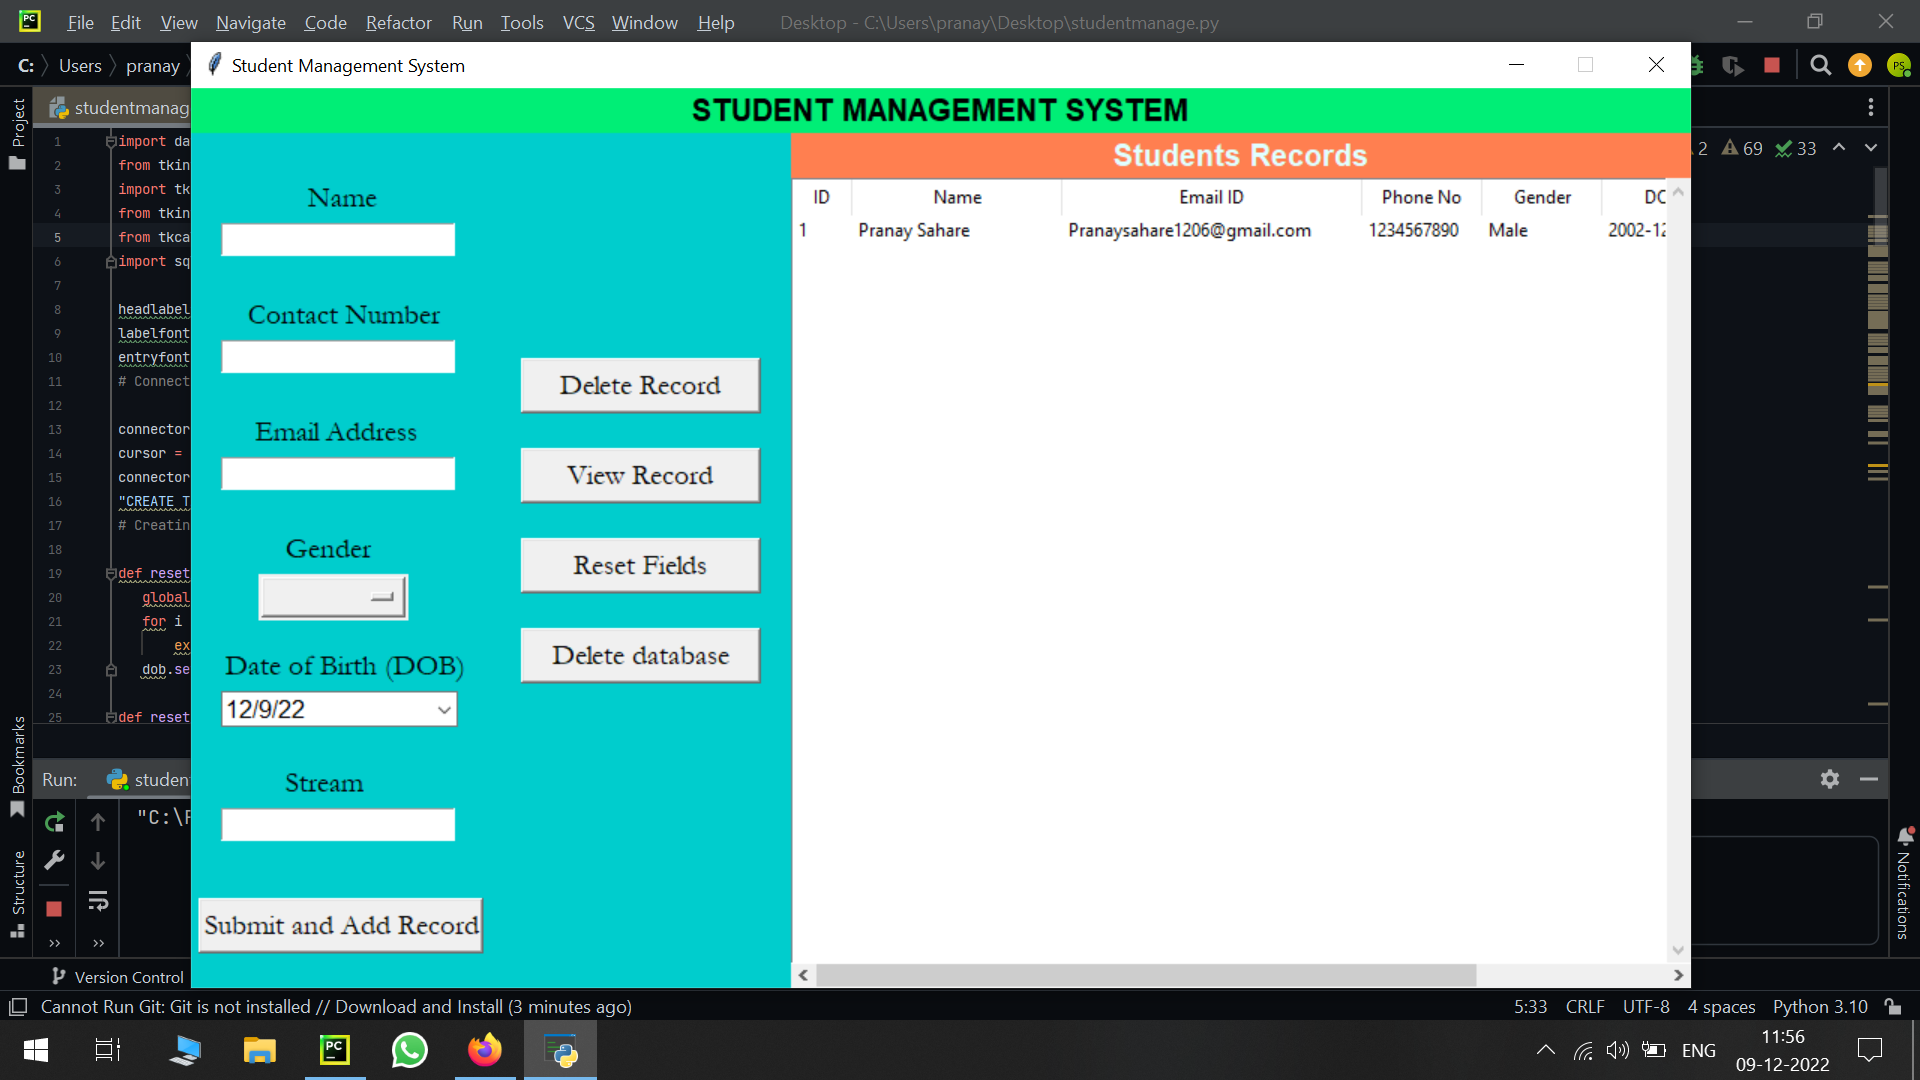 PC File Edit View Navigate Code Refactor Run Tools VCS Window Help Desktop - C:\Users\pranay\Desktop\studentmanage.py
C: Users pranay
Student Management System
PS
Project
studentmanag
STUDENT MANAGEMENT SYSTEM
2 69 33
1 import da
2 from tkin
3 import tk
4 from tkin
5 from tkca
6 import sq
7
8 headlabel
9 labelfont
10 entryfont
11 # Connect
12
13 connector
14 cursor =
15 connector
16 "CREATE T
17 # Creatin
18
19 def reset
20 global
21 for i
22 ex
23 dob.se
24
25 def reset
Name
Contact Number
Email Address
Gender
Date of Birth (DOB)
12/9/22
Stream
Submit and Add Record
Delete Record
View Record
Reset Fields
Delete database
Students Records
ID Name Email ID Phone No Gender DO
1 Pranay Sahare Pranaysahare1206@gmail.com 1234567890 Male 2002-12
Bookmarks
Structure
Notifications
Run: studen
"C:\P
Version Control
Cannot Run Git: Git is not installed // Download and Install (3 minutes ago)
5:33 CRLF UTF-8 4 spaces Python 3.10
PC
ENG
11:56
09-12-2022